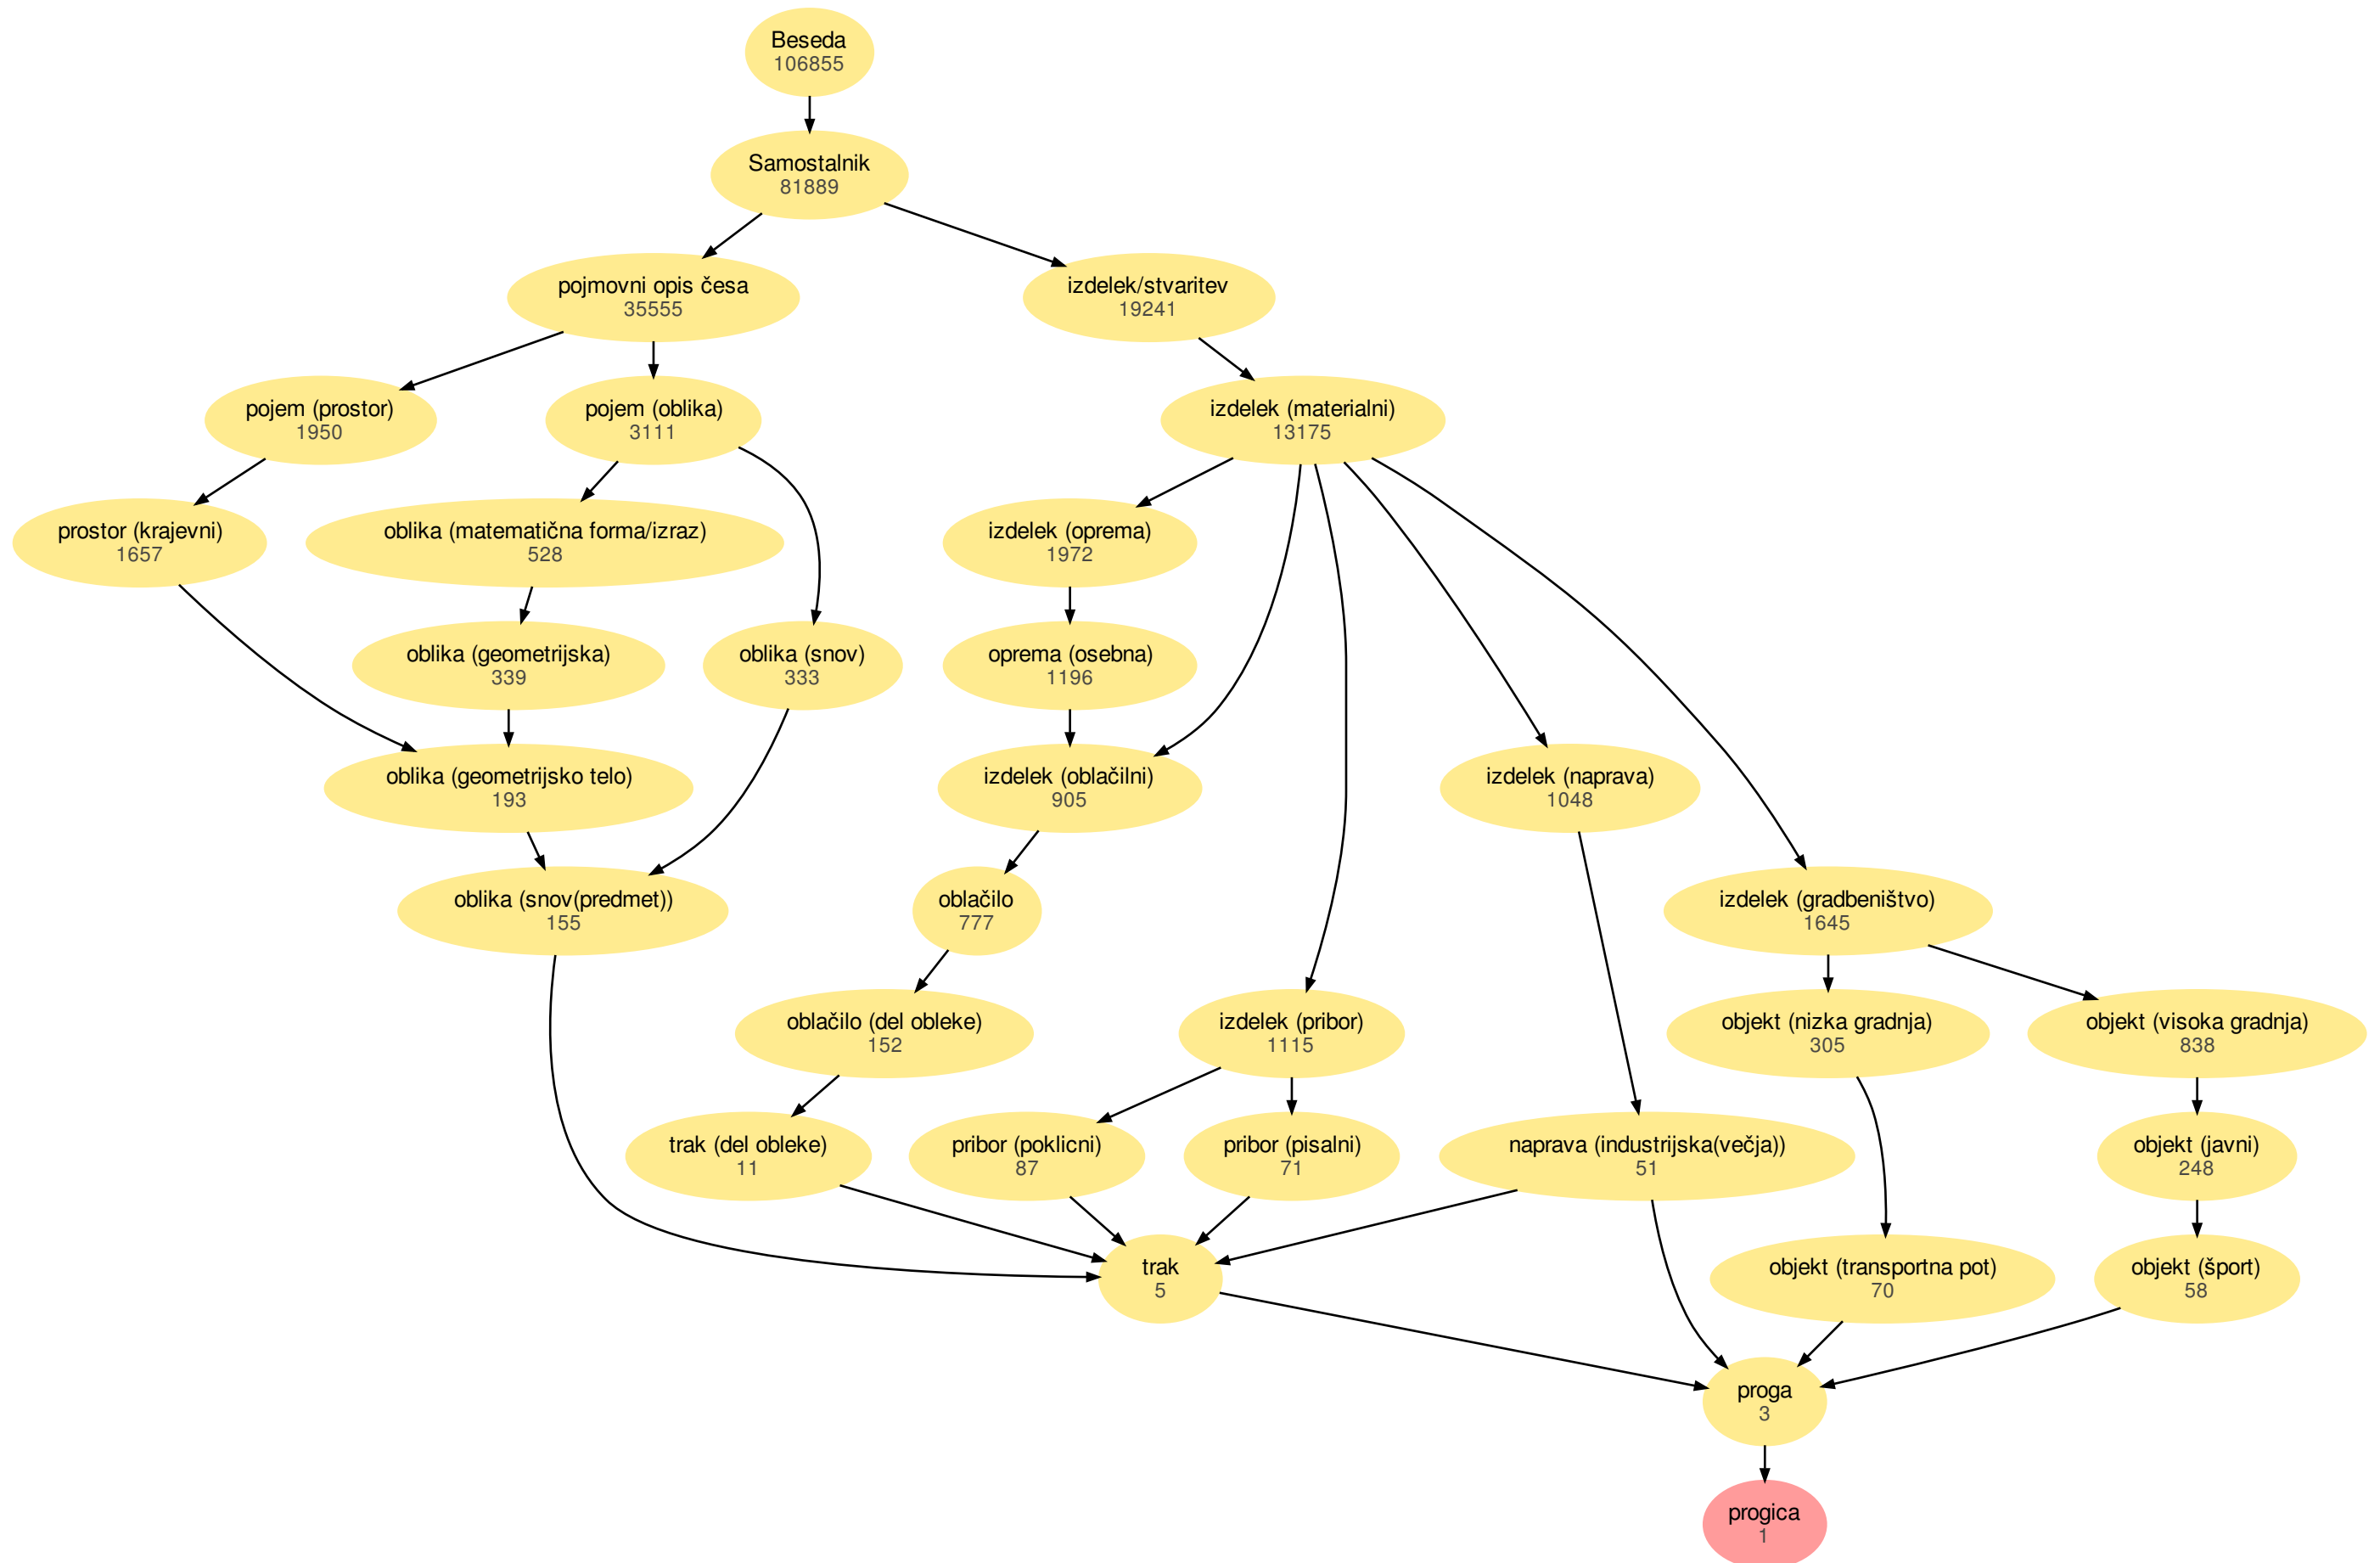 Beseda
106855
Samostalnik
81889
pojmovni opis česa
35555
izdelek/stvaritev
19241
pojem (prostor)
1950
pojem (oblika)
3111
izdelek (materialni)
13175
prostor (krajevni)
1657
oblika (matematična forma/izraz)
528
izdelek (oprema)
1972
oblika (geometrijska)
339
oblika (snov)
333
oprema (osebna)
1196
oblika (geometrijsko telo)
193
izdelek (oblačilni)
905
izdelek (naprava)
1048
oblika (snov(predmet))
155
oblačilo
777
izdelek (gradbeništvo)
1645
oblačilo (del obleke)
152
izdelek (pribor)
1115
objekt (nizka gradnja)
305
objekt (visoka gradnja)
838
trak (del obleke)
11
pribor (poklicni)
87
pribor (pisalni)
71
naprava (industrijska(večja))
51
objekt (javni)
248
trak
5
objekt (transportna pot)
70
objekt (šport)
58
proga
3
progica
1